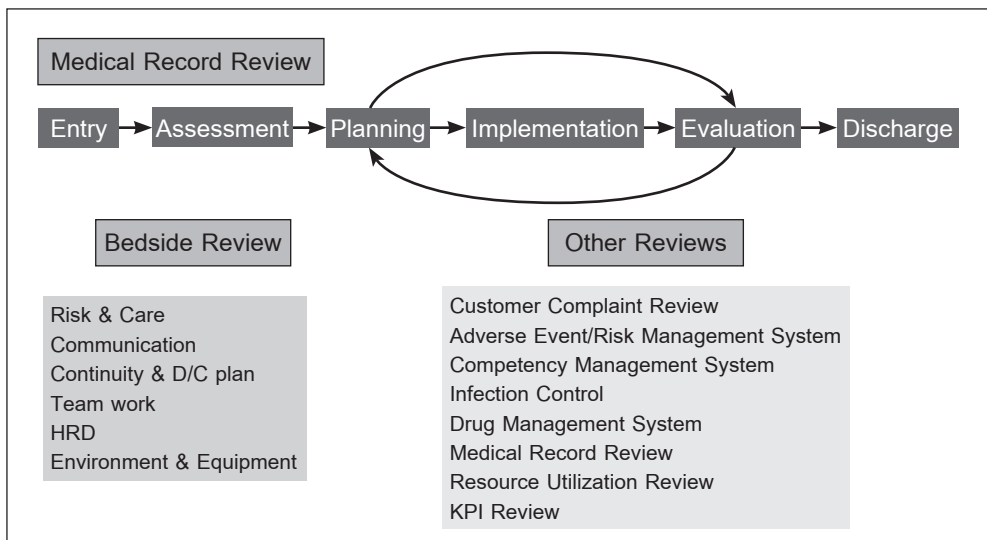 Medical Record Review
Entry
Assessment
Planning
Implementation
Evaluation
Discharge
Bedside Review
Risk & Care
Communication
Continuity & D/C plan
Team work
HRD
Environment & Equipment
Other Reviews
Customer Complaint Review
Adverse Event/Risk Management System
Competency Management System
Infection Control
Drug Management System
Medical Record Review
Resource Utilization Review
KPI Review